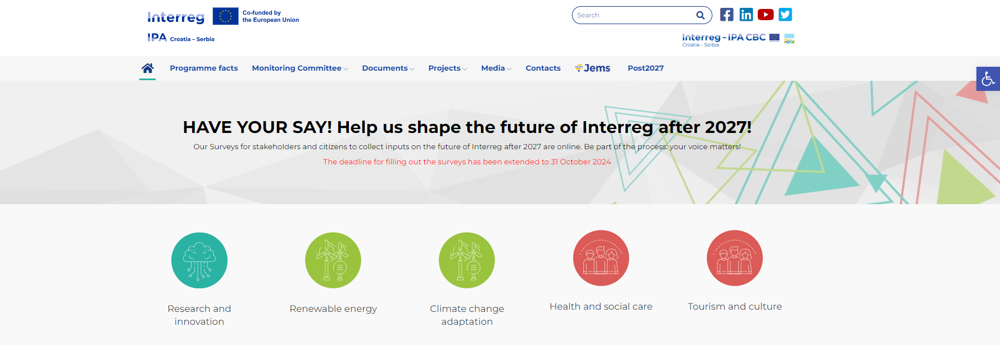 Interreg
Co-funded by
the European Union
IPA Croatia – Serbia
Search
Interreg - IPA CBC
Croatia - Serbia
Programme facts
Monitoring Committee
Documents
Projects
Media
Contacts
Jems
Post2027
HAVE YOUR SAY! Help us shape the future of Interreg after 2027!
Our Surveys for stakeholders and citizens to collect inputs on the future of Interreg after 2027 are online. Be part of the process: your voice matters!
The deadline for filling out the surveys has been extended to 31 October 2024
Research and
innovation
Renewable energy
Climate change
adaptation
Health and social care
Tourism and culture